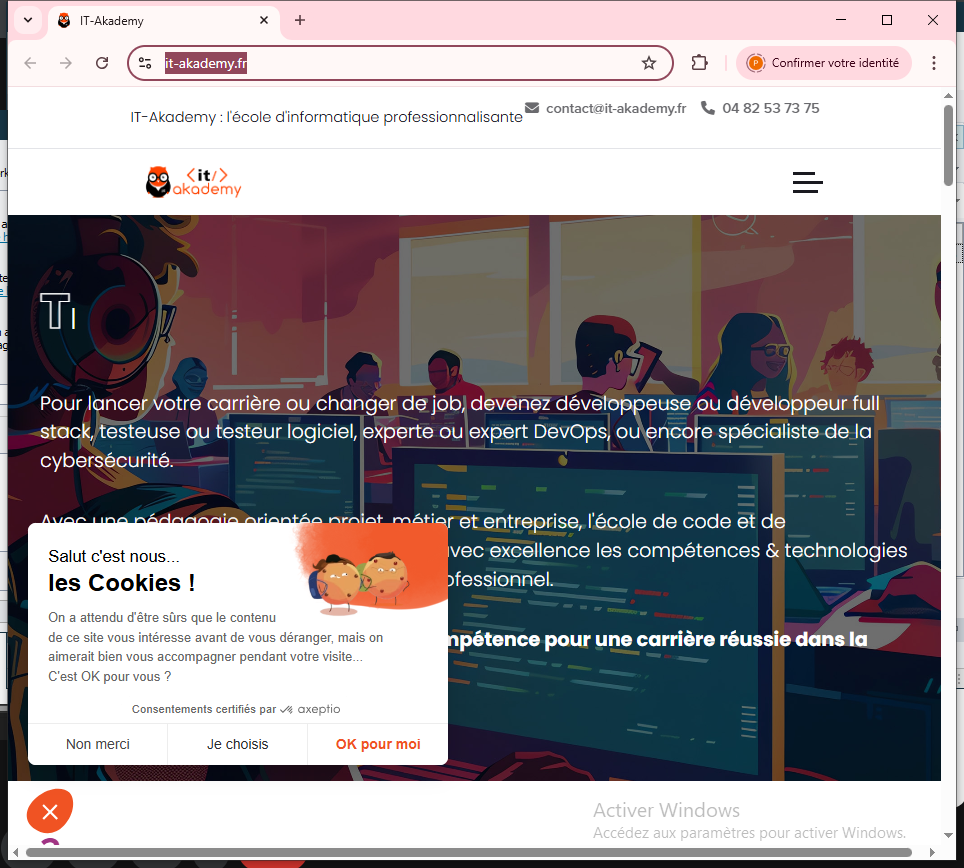 IT-Akademy
it-akademy.fr
Confirmer votre identité
IT-Akademy : l'école d'informatique professionnalisante
contact@it-akademy.fr
04 82 53 73 75
<it/>
akademy
T
Pour lancer votre carrière ou changer de job, devenez développeuse ou développeur full
stack, testeuse ou testeur logiciel, experte ou expert DevOps, ou encore spécialiste de la
cybersécurité.
Avec une pédagogie orientée projet, métier et entreprise, l'école de code et de
avec excellence les compétences & technologies
ofessionnel.
mpétence pour une carrière réussie dans la
Salut c'est nous...
les Cookies !
On a attendu d'être sûrs que le contenu
de ce site vous intéresse avant de vous déranger, mais on
aimerait bien vous accompagner pendant votre visite...
C'est OK pour vous ?
Consentements certifiés par axeptio
Non merci
Je choisis
OK pour moi
Activer Windows
Accédez aux paramètres pour activer Windows.